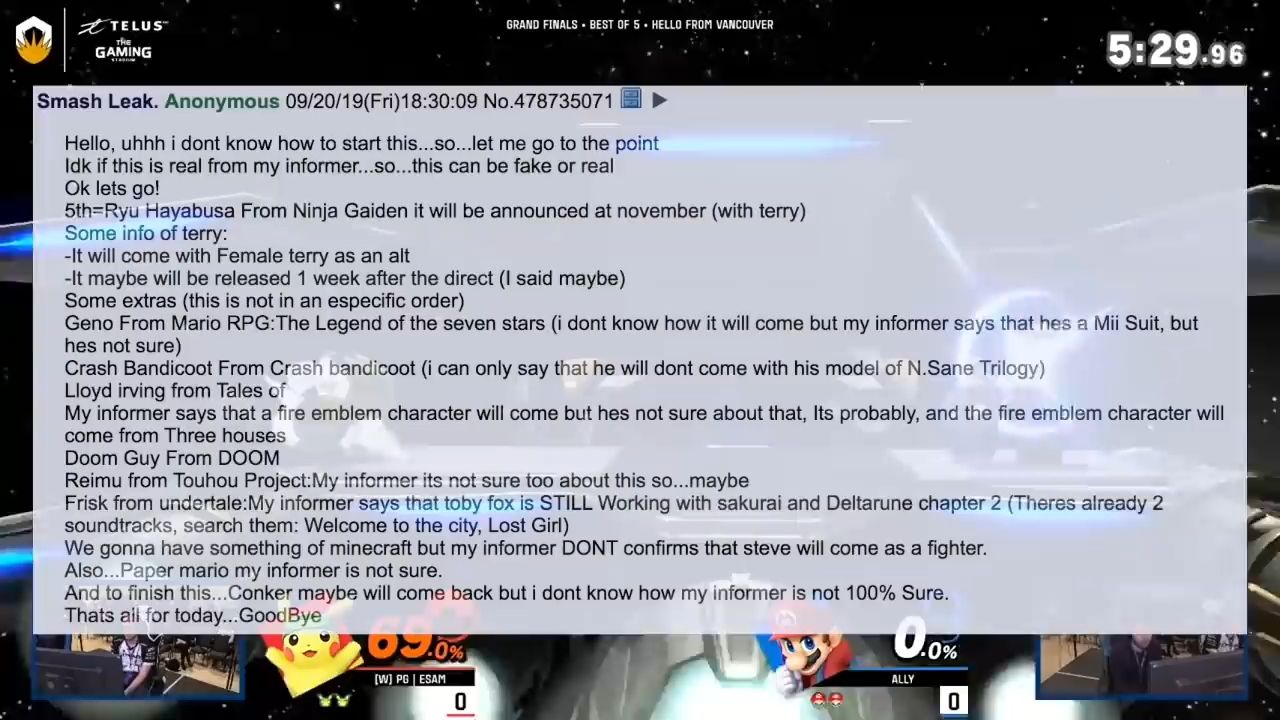 TELUS™
THE
GAMING
STADIUM
GRAND FINALS • BEST OF 5 • HELLO FROM VANCOUVER
5:29.96
Smash Leak. Anonymous 09/20/19(Fri)18:30:09 No.478735071
Hello, uhhh i dont know how to start this...so...let me go to the point
Idk if this is real from my informer...so...this can be fake or real
Ok lets go!
5th=Ryu Hayabusa From Ninja Gaiden it will be announced at november (with terry)
Some info of terry:
-It will come with Female terry as an alt
-It maybe will be released 1 week after the direct (I said maybe)
Some extras (this is not in an especific order)
Geno From Mario RPG:The Legend of the seven stars (i dont know how it will come but my informer says that hes a Mii Suit, but
hes not sure)
Crash Bandicoot From Crash bandicoot (i can only say that he will dont come with his model of N.Sane Trilogy)
Lloyd irving from Tales of
My informer says that a fire emblem character will come but hes not sure about that, Its probably, and the fire emblem character will
come from Three houses
Doom Guy From DOOM
Reimu from Touhou Project:My informer its not sure too about this so...maybe
Frisk from undertale:My informer says that toby fox is STILL Working with sakurai and Deltarune chapter 2 (Theres already 2
soundtracks, search them: Welcome to the city, Lost Girl)
We gonna have something of minecraft but my informer DONT confirms that steve will come as a fighter.
Also...Paper mario my informer is not sure.
And to finish this...Conker maybe will come back but i dont know how my informer is not 100% Sure.
Thats all for today...GoodBye
69.0%
0.0%
[W] PG | ESAM
ALLY
0
0